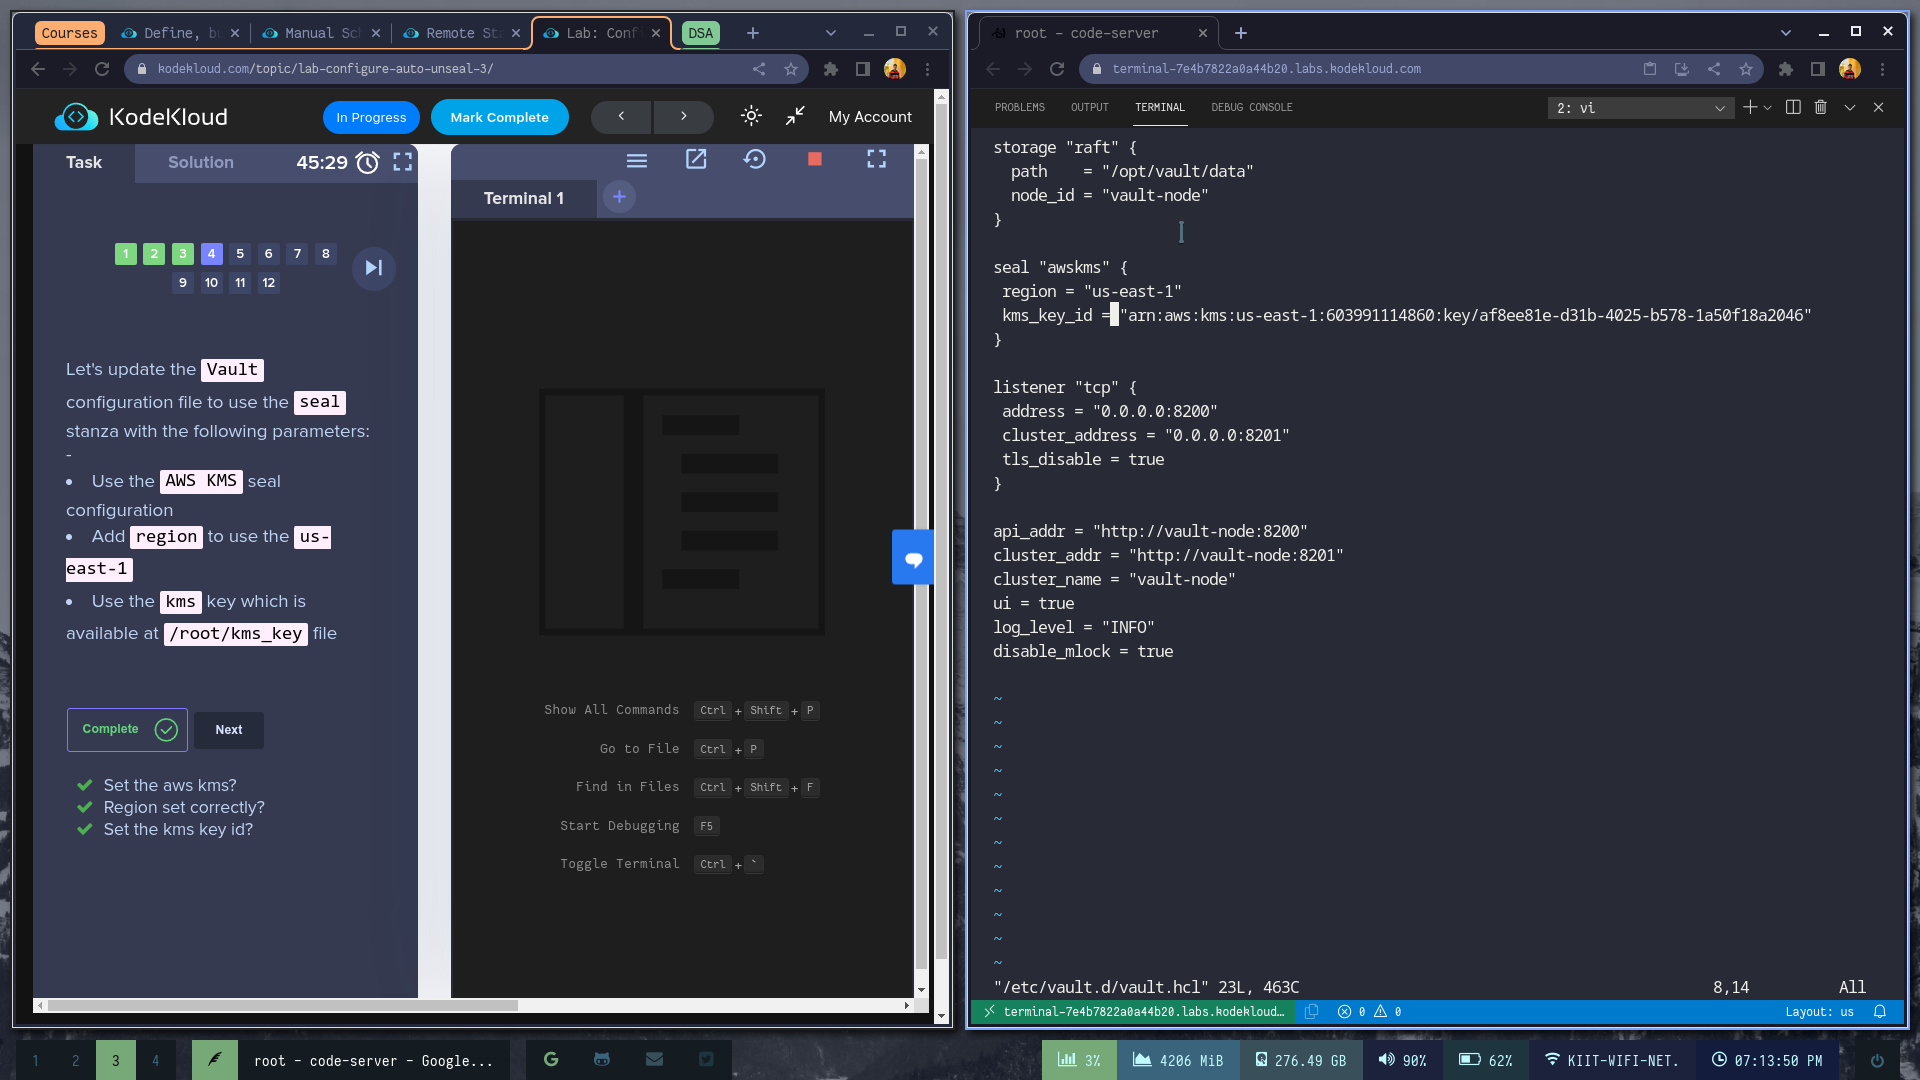 Courses
Define, b
Manual Sc
Remote St
Lab: Conf
DSA
kodekloud.com/topic/lab-configure-auto-unseal-3/
KodeKloud
In Progress
Mark Complete
My Account
Task
Solution
45:29
1 2 3 4 5 6 7 8
9 10 11 12
Let's update the Vault
configuration file to use the seal
stanza with the following parameters:
-
• Use the AWS KMS seal
configuration
• Add region to use the us-
east-1
• Use the kms key which is
available at /root/kms_key file
Complete
Next
Set the aws kms?
Region set correctly?
Set the kms key id?
Terminal 1
Show All Commands Ctrl + Shift + P
Go to File Ctrl + P
Find in Files Ctrl + Shift + F
Start Debugging F5
Toggle Terminal Ctrl + `
root - code-server
terminal-7e4b7822a0a44b20.labs.kodekloud.com
PROBLEMS OUTPUT TERMINAL DEBUG CONSOLE
2: vi
storage "raft" {
path = "/opt/vault/data"
node_id = "vault-node"
}
seal "awskms" {
region = "us-east-1"
kms_key_id = "arn:aws:kms:us-east-1:603991114860:key/af8ee81e-d31b-4025-b578-1a50f18a2046"
}
listener "tcp" {
address = "0.0.0.0:8200"
cluster_address = "0.0.0.0:8201"
tls_disable = true
}
api_addr = "http://vault-node:8200"
cluster_addr = "http://vault-node:8201"
cluster_name = "vault-node"
ui = true
log_level = "INFO"
disable_mlock = true
~
~
~
~
~
~
~
~
~
~
~
~
"/etc/vault.d/vault.hcl" 23L, 463C
8,14
All
terminal-7e4b7822a0a44b20.labs.kodekloud...
0 0
Layout: us
1 2 3 4
root - code-server - Google...
3%
4206 MiB
276.49 GB
90%
62%
KIIT-WIFI-NET.
07:13:50 PM